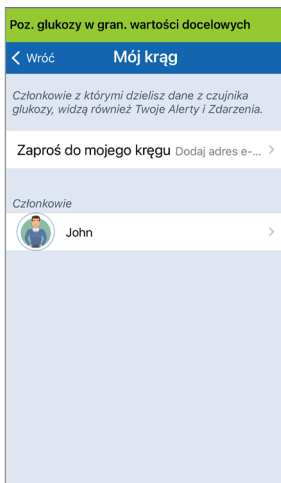 Poz. glukozy w gran. wartości docelowych
Wróć
Mój krąg
Członkowie z którymi dzielisz dane z czujnika
glukozy, widzą również Twoje Alerty i Zdarzenia.
Zaproś do mojego kręgu Dodaj adres e-...
Członkowie
John